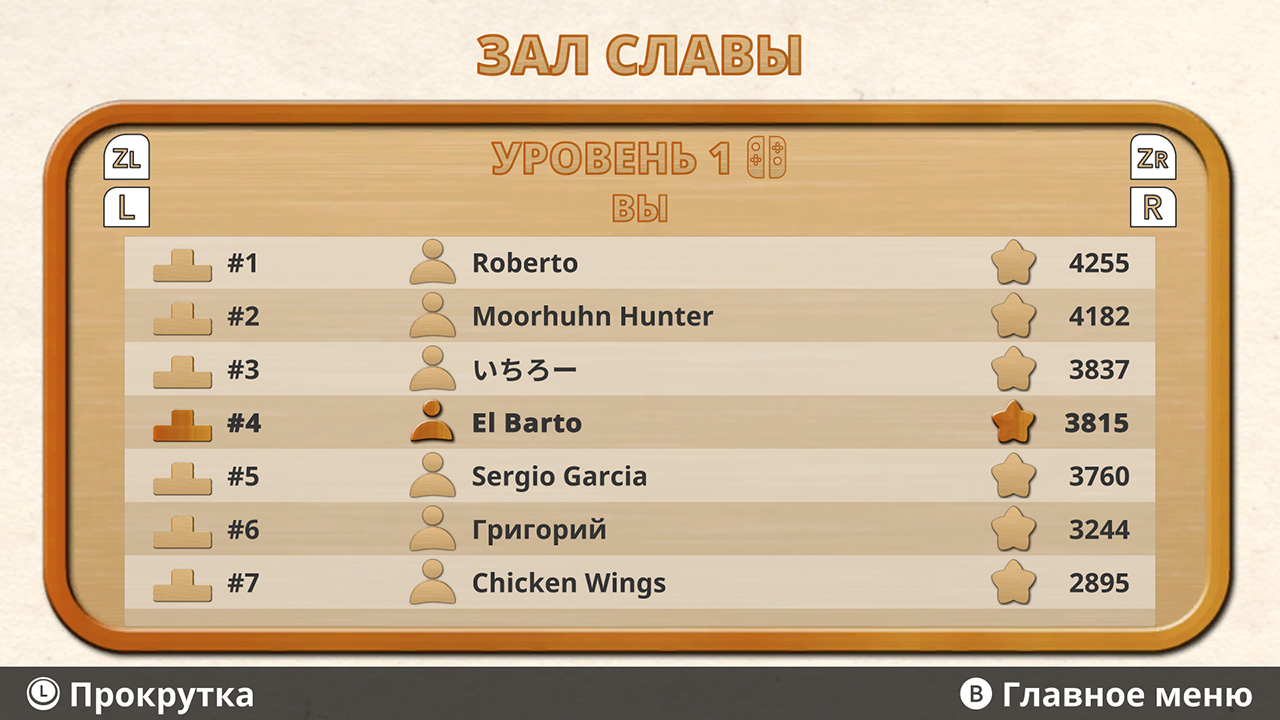 ЗАЛ СЛАВЫ
ZL УРОВЕНЬ 1 ZR
L ВЫ R
#1 Roberto 4255
#2 Moorhuhn Hunter 4182
#3 いちろー 3837
#4 El Barto 3815
#5 Sergio Garcia 3760
#6 Григорий 3244
#7 Chicken Wings 2895
L Прокрутка B Главное меню